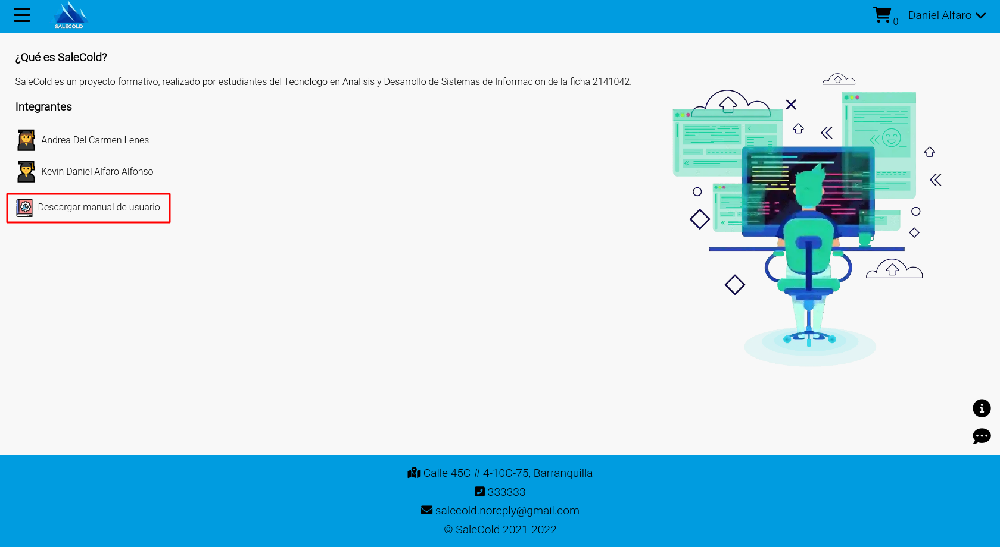 SALECOLD
0
Daniel Alfaro
¿Qué es SaleCold?
SaleCold es un proyecto formativo, realizado por estudiantes del Tecnologo en Analisis y Desarrollo de Sistemas de Informacion de la ficha 2141042.
Integrantes
Andrea Del Carmen Lenes
Kevin Daniel Alfaro Alfonso
Descargar manual de usuario
Calle 45C # 4-10C-75, Barranquilla
333333
salecold.noreply@gmail.com
© SaleCold 2021-2022